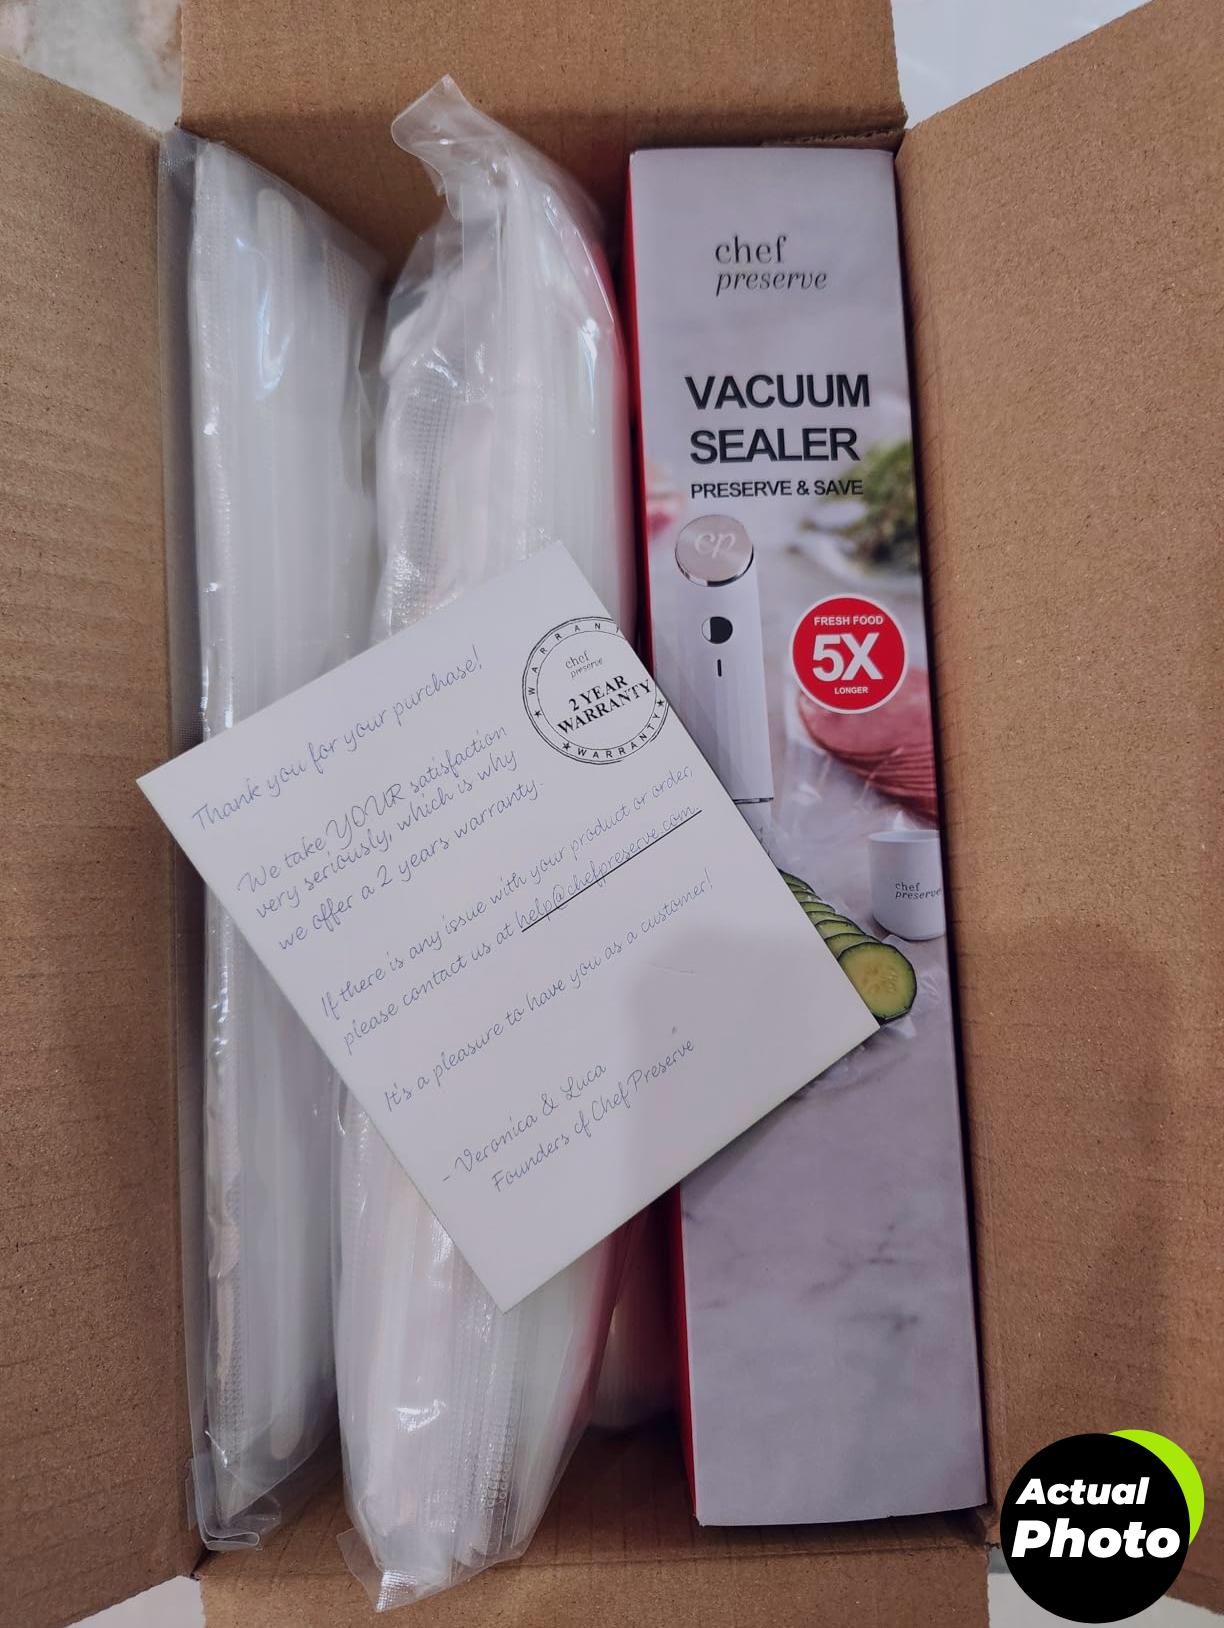 chef
preserve
VACUUM
SEALER
PRESERVE & SAVE
cp
FRESH FOOD
5X
LONGER
chef
preserve
WARRANTY
chef
preserve
2 YEAR
WARRANTY
WARRANTY
Thank you for your purchase!
We take YOUR satisfaction
very seriously, which is why
we offer a 2 years warranty.
If there is any issue with your product or order,
please contact us at help@chefpreserve.com.
It's a pleasure to have you as a customer!
- Veronica & Luca
Founders of Chef Preserve
Actual
Photo